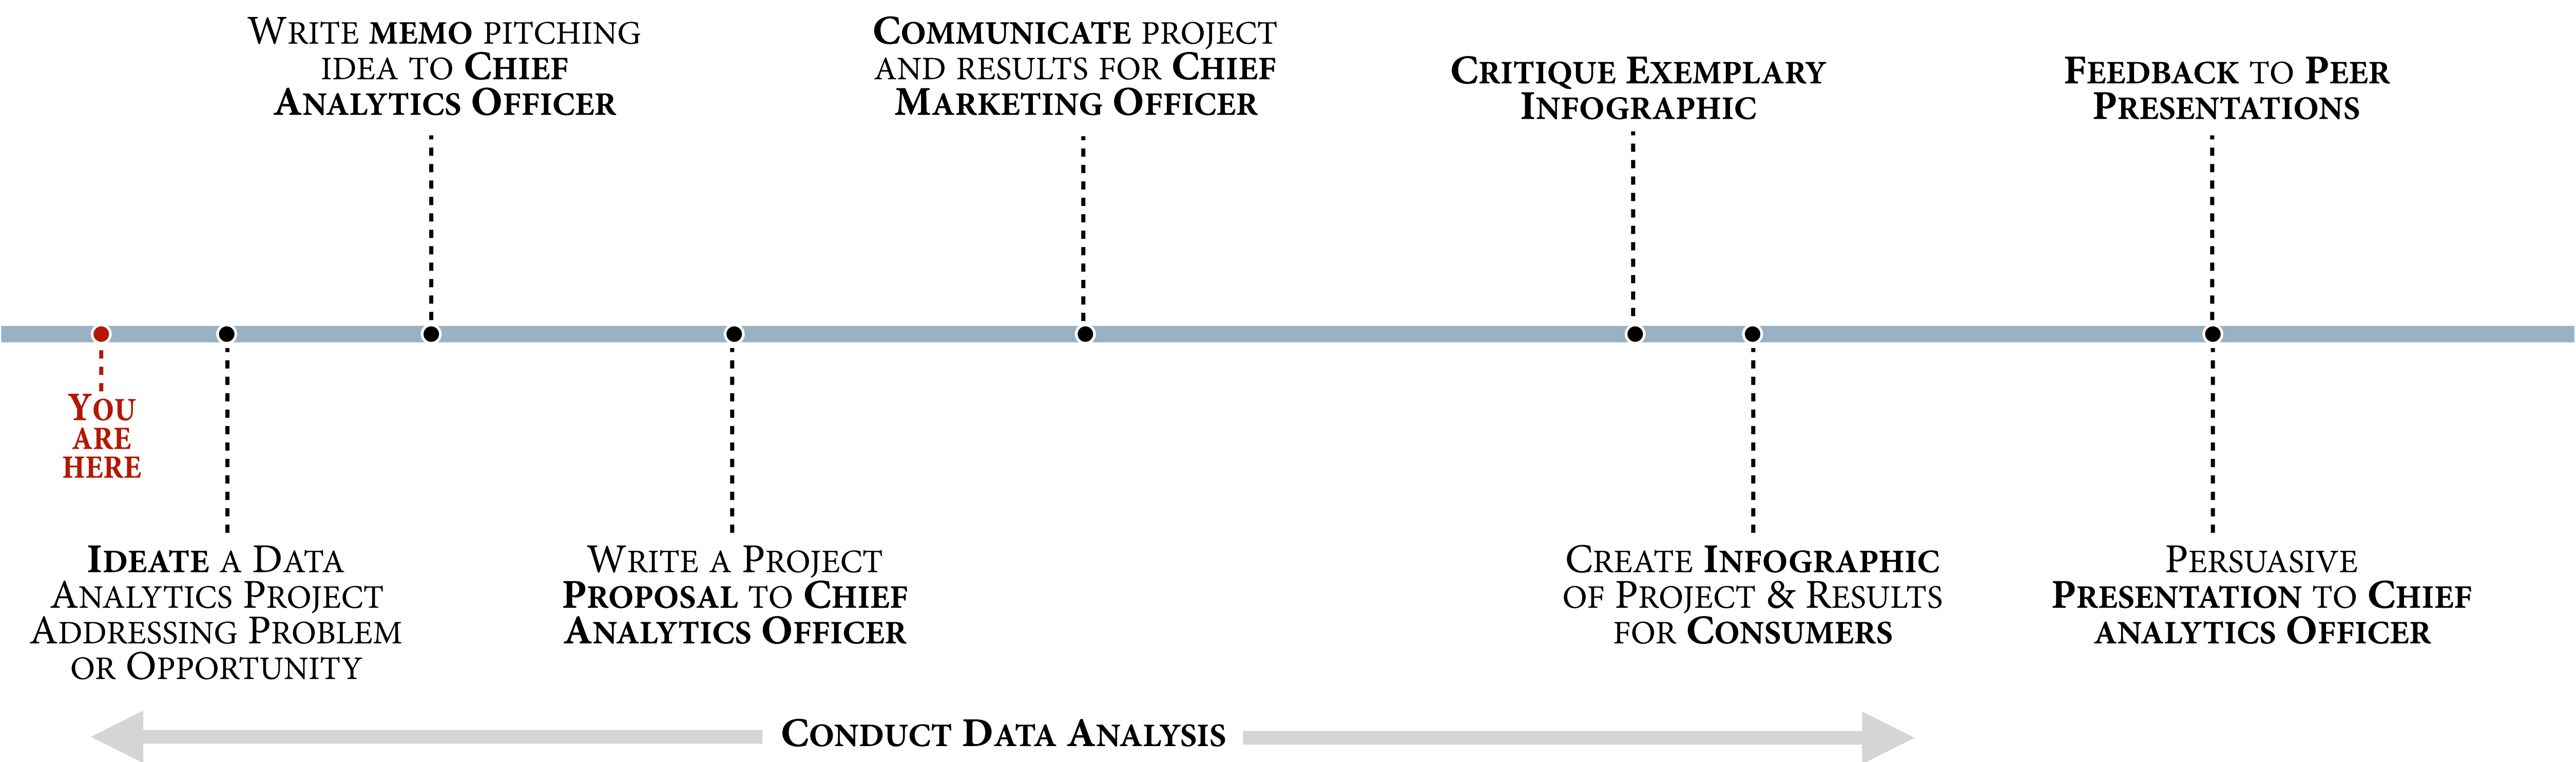 Write memo pitching
idea to Chief
Analytics Officer
Communicate project
and results for Chief
Marketing Officer
Critique Exemplary
Infographic
Feedback to Peer
Presentations
You
are
here
Ideate a Data
Analytics Project
Addressing Problem
or Opportunity
Write a Project
Proposal to Chief
Analytics Officer
Create Infographic
of Project & Results
for Consumers
Persuasive
Presentation to Chief
analytics Officer
Conduct Data Analysis